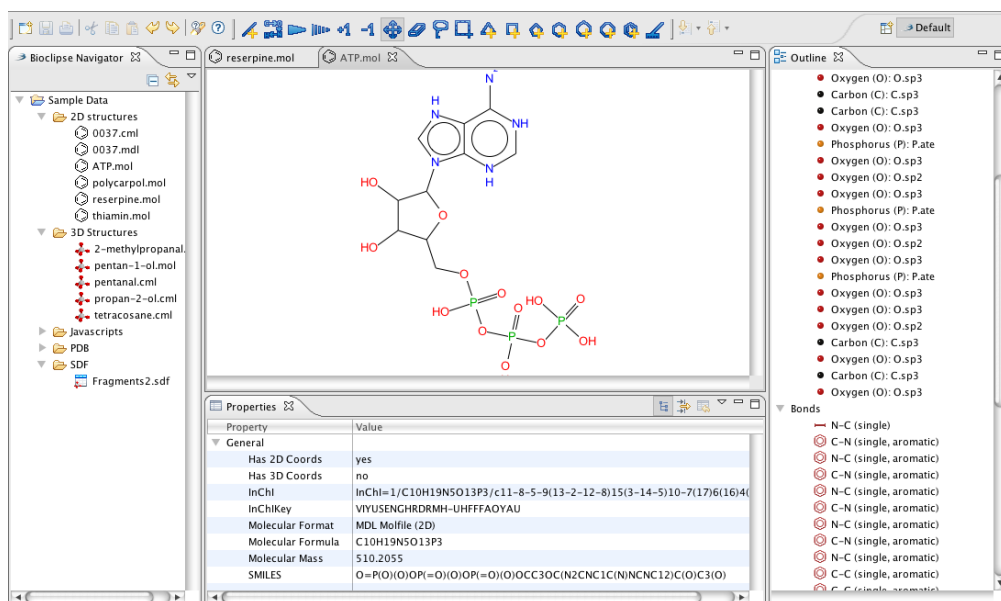 +1 -1
Default
Bioclipse Navigator
Sample Data
2D structures
0037.cml
0037.mdl
ATP.mol
polycarpol.mol
reserpine.mol
thiamin.mol
3D Structures
2-methylpropanal.
pentan-1-ol.mol
pentanal.cml
propan-2-ol.cml
tetracosane.cml
Javascripts
PDB
SDF
Fragments2.sdf
reserpine.mol
ATP.mol
N
H
N
NH
N
N
H
HO
O
HO
O
P
O
HO
O
HO
O
O
P
P
O
OH
O
Properties
Property Value
General
Has 2D Coords yes
Has 3D Coords no
InChI InChI=1/C10H19N5O13P3/c11-8-5-9(13-2-12-8)15(3-14-5)10-7(17)6(16)4(
InChIKey VIYUSENGHRDRMH-UHFFFAOYAU
Molecular Format MDL Molfile (2D)
Molecular Formula C10H19N5O13P3
Molecular Mass 510.2055
SMILES O=P(O)(O)OP(=O)(O)OP(=O)(O)OCC3OC(N2CNC1C(N)NCNC12)C(O)C3(O)
Outline
Oxygen (O): O.sp3
Carbon (C): C.sp3
Carbon (C): C.sp3
Oxygen (O): O.sp3
Phosphorus (P): P.ate
Oxygen (O): O.sp3
Oxygen (O): O.sp2
Oxygen (O): O.sp3
Phosphorus (P): P.ate
Oxygen (O): O.sp3
Oxygen (O): O.sp2
Oxygen (O): O.sp3
Phosphorus (P): P.ate
Oxygen (O): O.sp3
Oxygen (O): O.sp3
Oxygen (O): O.sp2
Carbon (C): C.sp3
Oxygen (O): O.sp3
Carbon (C): C.sp3
Oxygen (O): O.sp3
Bonds
N-C (single)
C-N (single, aromatic)
N-C (single, aromatic)
C-N (single, aromatic)
N-C (single, aromatic)
C-N (single, aromatic)
N-C (single, aromatic)
C-N (single, aromatic)
N-C (single, aromatic)
C-C (single, aromatic)
C-C (single, aromatic)